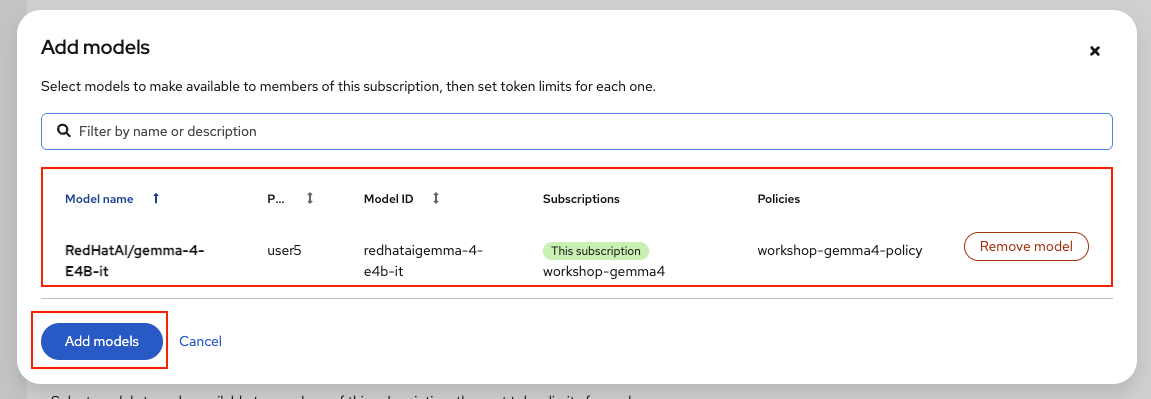 Add models
Select models to make available to members of this subscription, then set token limits for each one.
Filter by name or description
Model name P... Model ID Subscriptions Policies
RedHatAI/gemma-4- user5 redhataigemma-4- This subscription workshop-gemma4-policy Remove model
E4B-it e4b-it workshop-gemma4
Add models Cancel